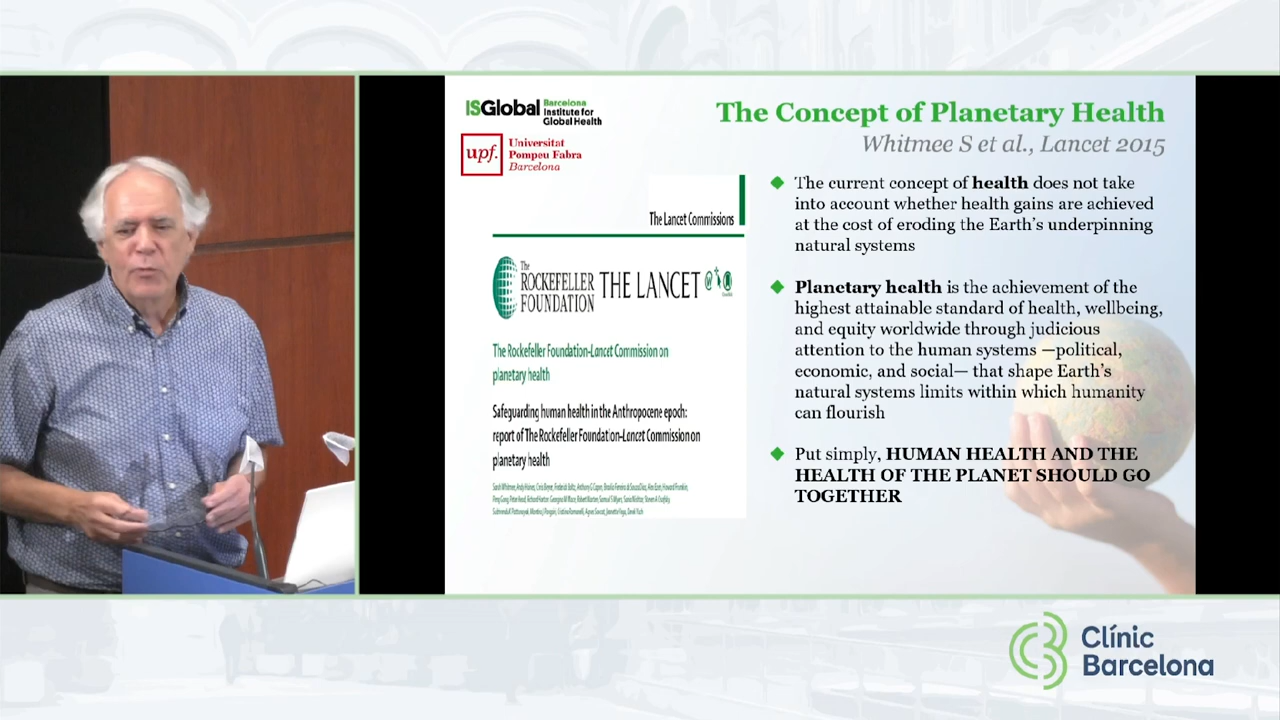 ISGlobal Barcelona
Institute for
Global Health
upf. Universitat
Pompeu Fabra
Barcelona
The Concept of Planetary Health
Whitmee S et al., Lancet 2015
The Lancet Commissions
The
ROCKEFELLER
FOUNDATION
THE LANCET
The Rockefeller Foundation-Lancet Commission on
planetary health
Safeguarding human health in the Anthropocene epoch:
report of The Rockefeller Foundation-Lancet Commission on
planetary health
The current concept of health does not take
into account whether health gains are achieved
at the cost of eroding the Earth's underpinning
natural systems
Planetary health is the achievement of the
highest attainable standard of health, wellbeing,
and equity worldwide through judicious
attention to the human systems —political,
economic, and social— that shape Earth's
natural systems limits within which humanity
can flourish
Put simply, HUMAN HEALTH AND THE
HEALTH OF THE PLANET SHOULD GO
TOGETHER
Clínic
Barcelona